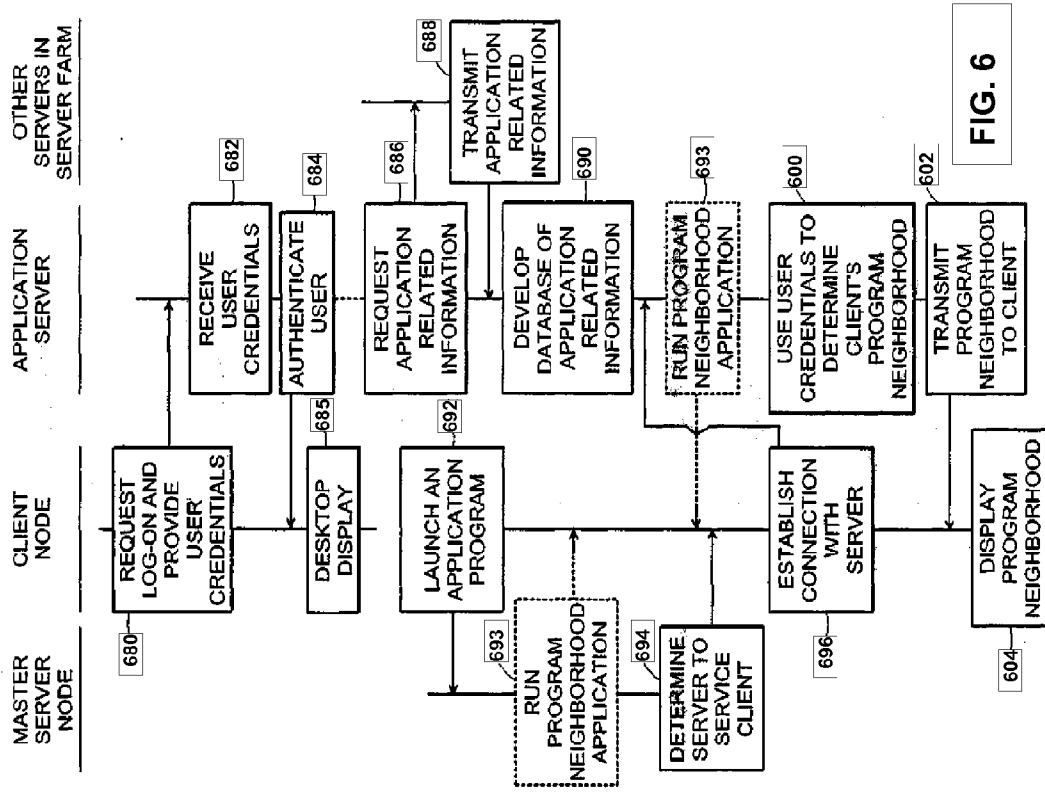 MASTER
SERVER
NODE
CLIENT
NODE
APPLICATION
SERVER
OTHER
SERVERS IN
SERVER FARM
REQUEST
LOG-ON AND
PROVIDE
USER
CREDENTIALS
680
RECEIVE
USER
CREDENTIALS
682
AUTHENTICATE
USER
684
DESKTOP
DISPLAY
685
REQUEST
APPLICATION
RELATED
INFORMATION
686
TRANSMIT
APPLICATION
RELATED
INFORMATION
688
DEVELOP
DATABASE OF
APPLICATION
RELATED
INFORMATION
690
LAUNCH AN
APPLICATION
PROGRAM
692
RUN
PROGRAM
NEIGHBORHOOD
APPLICATION
693
RUN PROGRAM
NEIGHBORHOOD
APPLICATION
693
DETERMINE
SERVER TO
SERVICE
CLIENT
694
ESTABLISH
CONNECTION
WITH
SERVER
696
USE USER
CREDENTIALS TO
DETERMINE
CLIENT'S
PROGRAM
NEIGHBORHOOD
600
TRANSMIT
PROGRAM
NEIGHBORHOOD
TO CLIENT
602
DISPLAY
PROGRAM
NEIGHBORHOOD
604
FIG. 6